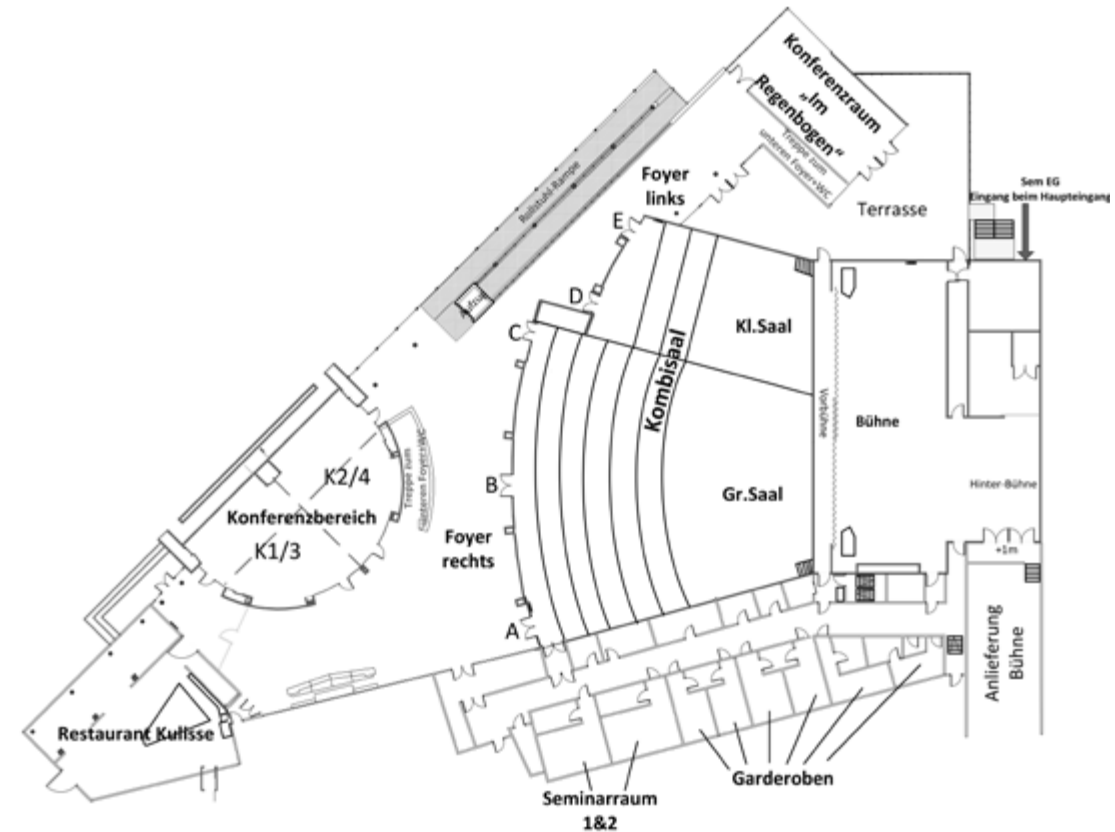 Konferenzraum
„Im
Regenbogen“
Treppe zum
unteren Foyer+WC
Rollstuhl-Rampe
Foyer
links
Sem EG
Eingang beim Haupteingang
Terrasse
E
D
Aufzug
C
Kl.Saal
Kombisaal
Vorbühne
Bühne
K2/4
Treppe zum
unteren Foyer+WC
B
Gr.Saal
Hinter-Bühne
Konferenzbereich
K1/3
Foyer
rechts
+1m
A
Anlieferung
Bühne
Restaurant Kulisse
Garderoben
Seminarraum
1&2